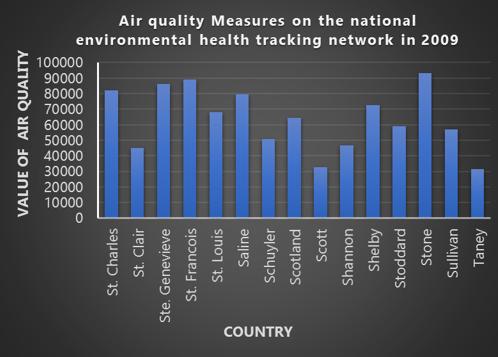 Air quality Measures on the national
environmental health tracking network in 2009
VALUE OF AIR QUALITY
100000
90000
80000
70000
60000
50000
40000
30000
20000
10000
0
St. Charles
St. Clair
Ste. Genevieve
St. Francois
St. Louis
Saline
Schuyler
Scotland
Scott
Shannon
Shelby
Stoddard
Stone
Sullivan
Taney
COUNTRY